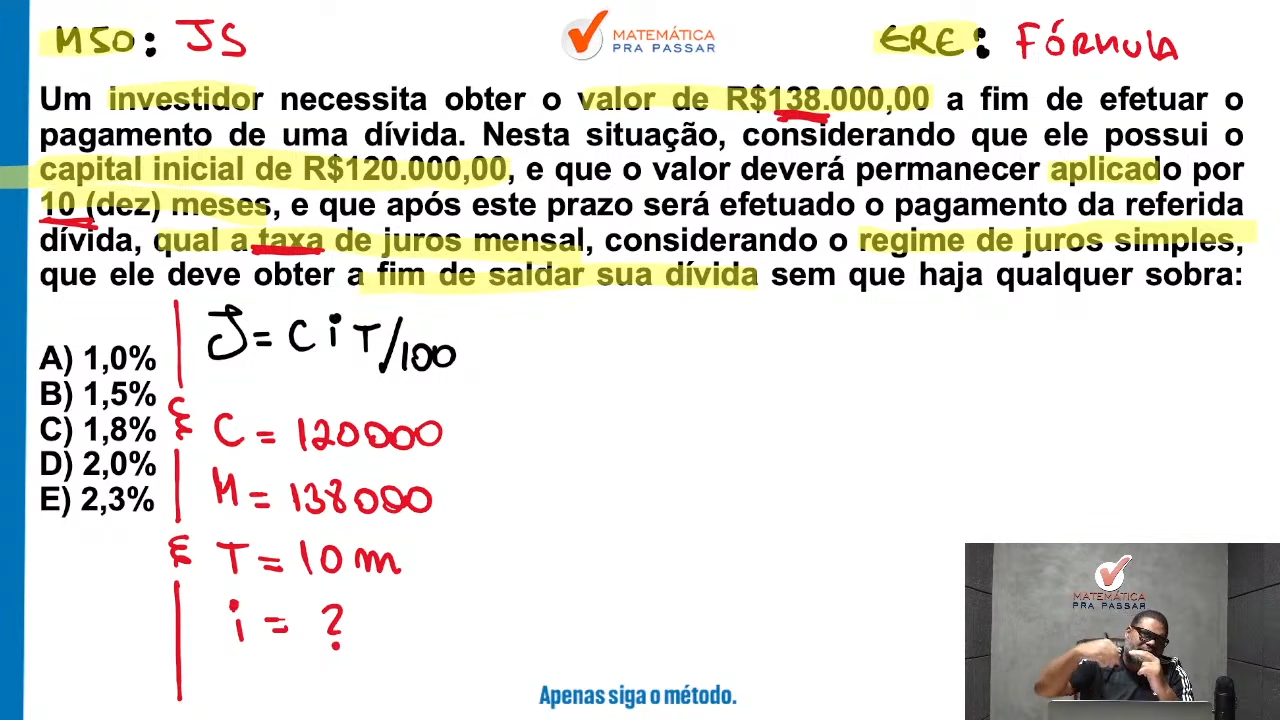 M50: JS
MATEMÁTICA
PRA PASSAR
ERE: FÓRMULA
Um investidor necessita obter o valor de R$138.000,00 a fim de efetuar o
pagamento de uma dívida. Nesta situação, considerando que ele possui o
capital inicial de R$120.000,00, e que o valor deverá permanecer aplicado por
10 (dez) meses, e que após este prazo será efetuado o pagamento da referida
dívida, qual a taxa de juros mensal, considerando o regime de juros simples,
que ele deve obter a fim de saldar sua dívida sem que haja qualquer sobra:
J = C i T/100
A) 1,0%
B) 1,5%
C) 1,8%
D) 2,0%
E) 2,3%
C = 120000
M = 138000
T = 10 m
i = ?
MATEMÁTICA
PRA PASSAR
Apenas siga o método.